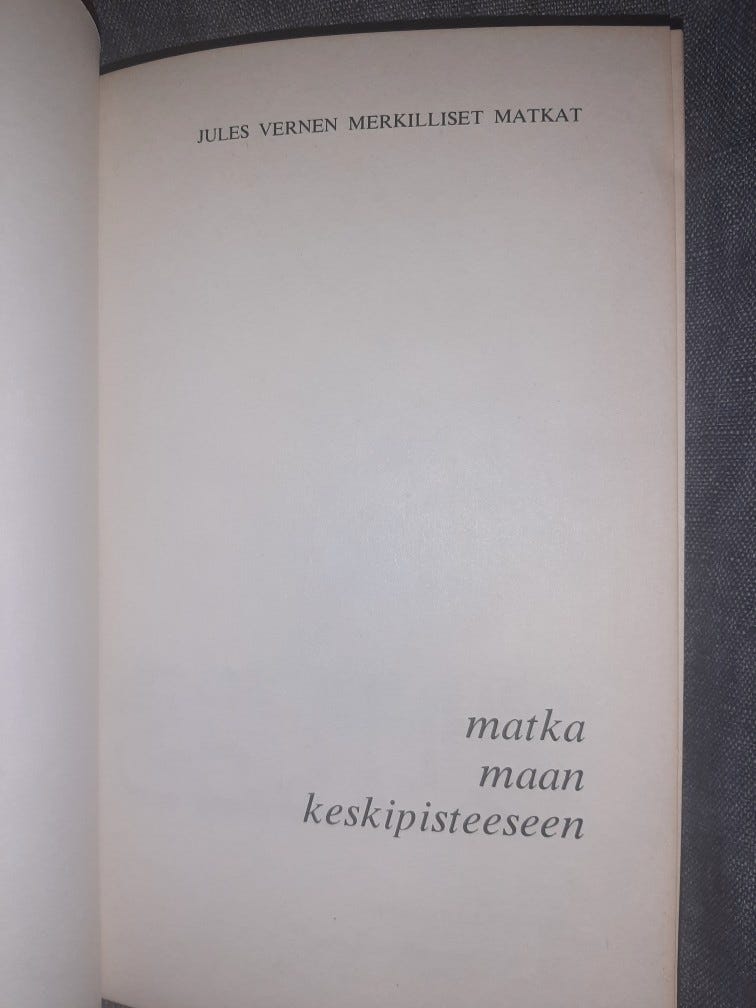 JULES VERNEN MERKILLISET MATKAT
matka
maan
keskipisteeseen